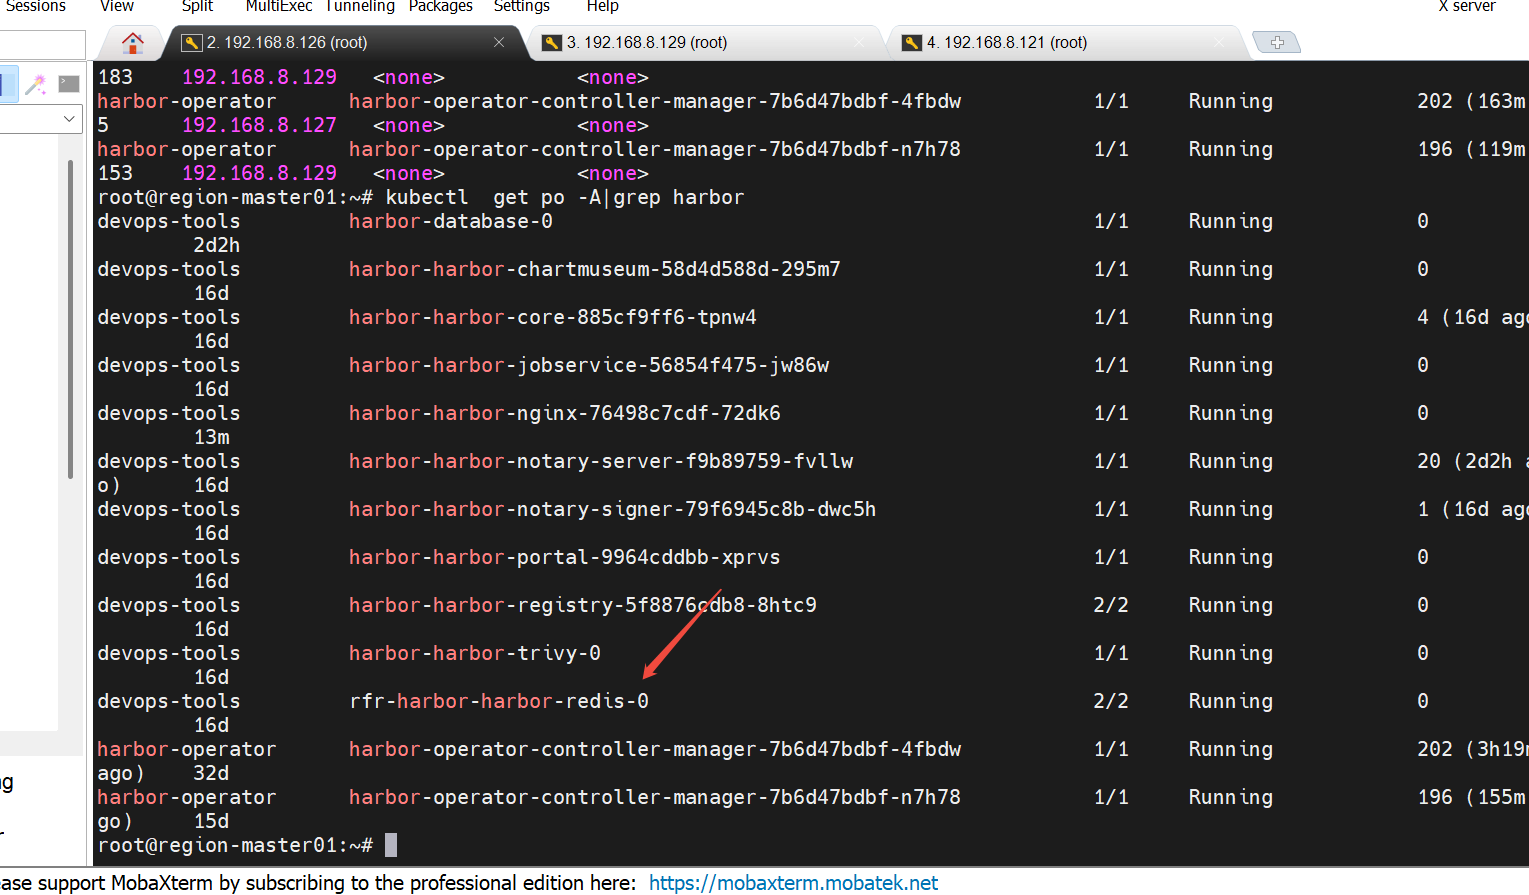 Sessions View Split MultiExec Tunneling Packages Settings Help X server
2. 192.168.8.126 (root) 3. 192.168.8.129 (root) 4. 192.168.8.121 (root)
183 192.168.8.129 <none> <none>
harbor-operator harbor-operator-controller-manager-7b6d47bdbf-4fbdw 1/1 Running 202 (163m
5 192.168.8.127 <none> <none>
harbor-operator harbor-operator-controller-manager-7b6d47bdbf-n7h78 1/1 Running 196 (119m
153 192.168.8.129 <none> <none>
root@region-master01:~# kubectl  get po -A|grep harbor
devops-tools harbor-database-0 1/1 Running 0
2d2h
devops-tools harbor-harbor-chartmuseum-58d4d588d-295m7 1/1 Running 0
16d
devops-tools harbor-harbor-core-885cf9ff6-tpnw4 1/1 Running 4 (16d ago
16d
devops-tools harbor-harbor-jobservice-56854f475-jw86w 1/1 Running 0
16d
devops-tools harbor-harbor-nginx-76498c7cdf-72dk6 1/1 Running 0
13m
devops-tools harbor-harbor-notary-server-f9b89759-fvllw 1/1 Running 20 (2d2h a
o) 16d
devops-tools harbor-harbor-notary-signer-79f6945c8b-dwc5h 1/1 Running 1 (16d ago
16d
devops-tools harbor-harbor-portal-9964cddbb-xprvs 1/1 Running 0
16d
devops-tools harbor-harbor-registry-5f8876cdb8-8htc9 2/2 Running 0
16d
devops-tools harbor-harbor-trivy-0 1/1 Running 0
16d
devops-tools rfr-harbor-harbor-redis-0 2/2 Running 0
16d
harbor-operator harbor-operator-controller-manager-7b6d47bdbf-4fbdw 1/1 Running 202 (3h19m
ago) 32d
harbor-operator harbor-operator-controller-manager-7b6d47bdbf-n7h78 1/1 Running 196 (155m
go) 15d
root@region-master01:~#
ease support MobaXterm by subscribing to the professional edition here: https://mobaxterm.mobatek.net